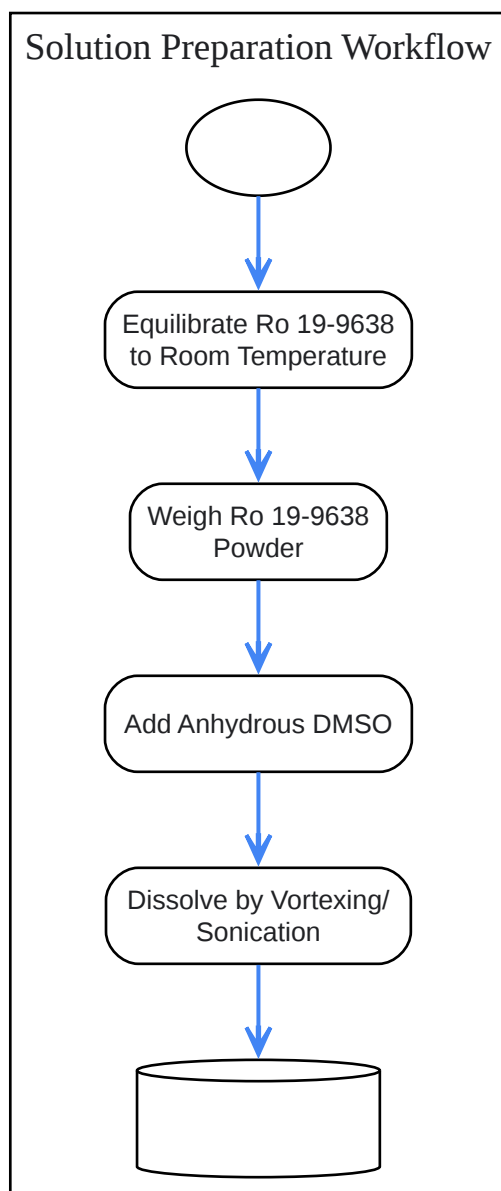 Solution Preparation Workflow
Equilibrate Ro 19-9638
to Room Temperature
Weigh Ro 19-9638
Powder
Add Anhydrous DMSO
Dissolve by Vortexing/
Sonication